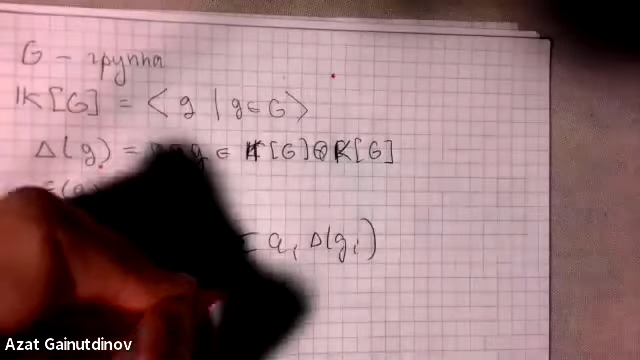 G – группа
𝕂[G] = ⟨ g | g ∈ G ⟩
Δ(g) = g ∈ 𝕂[G] ⊗ 𝕂[G]
Σ aᵢ Δ(gᵢ)
Azat Gainutdinov